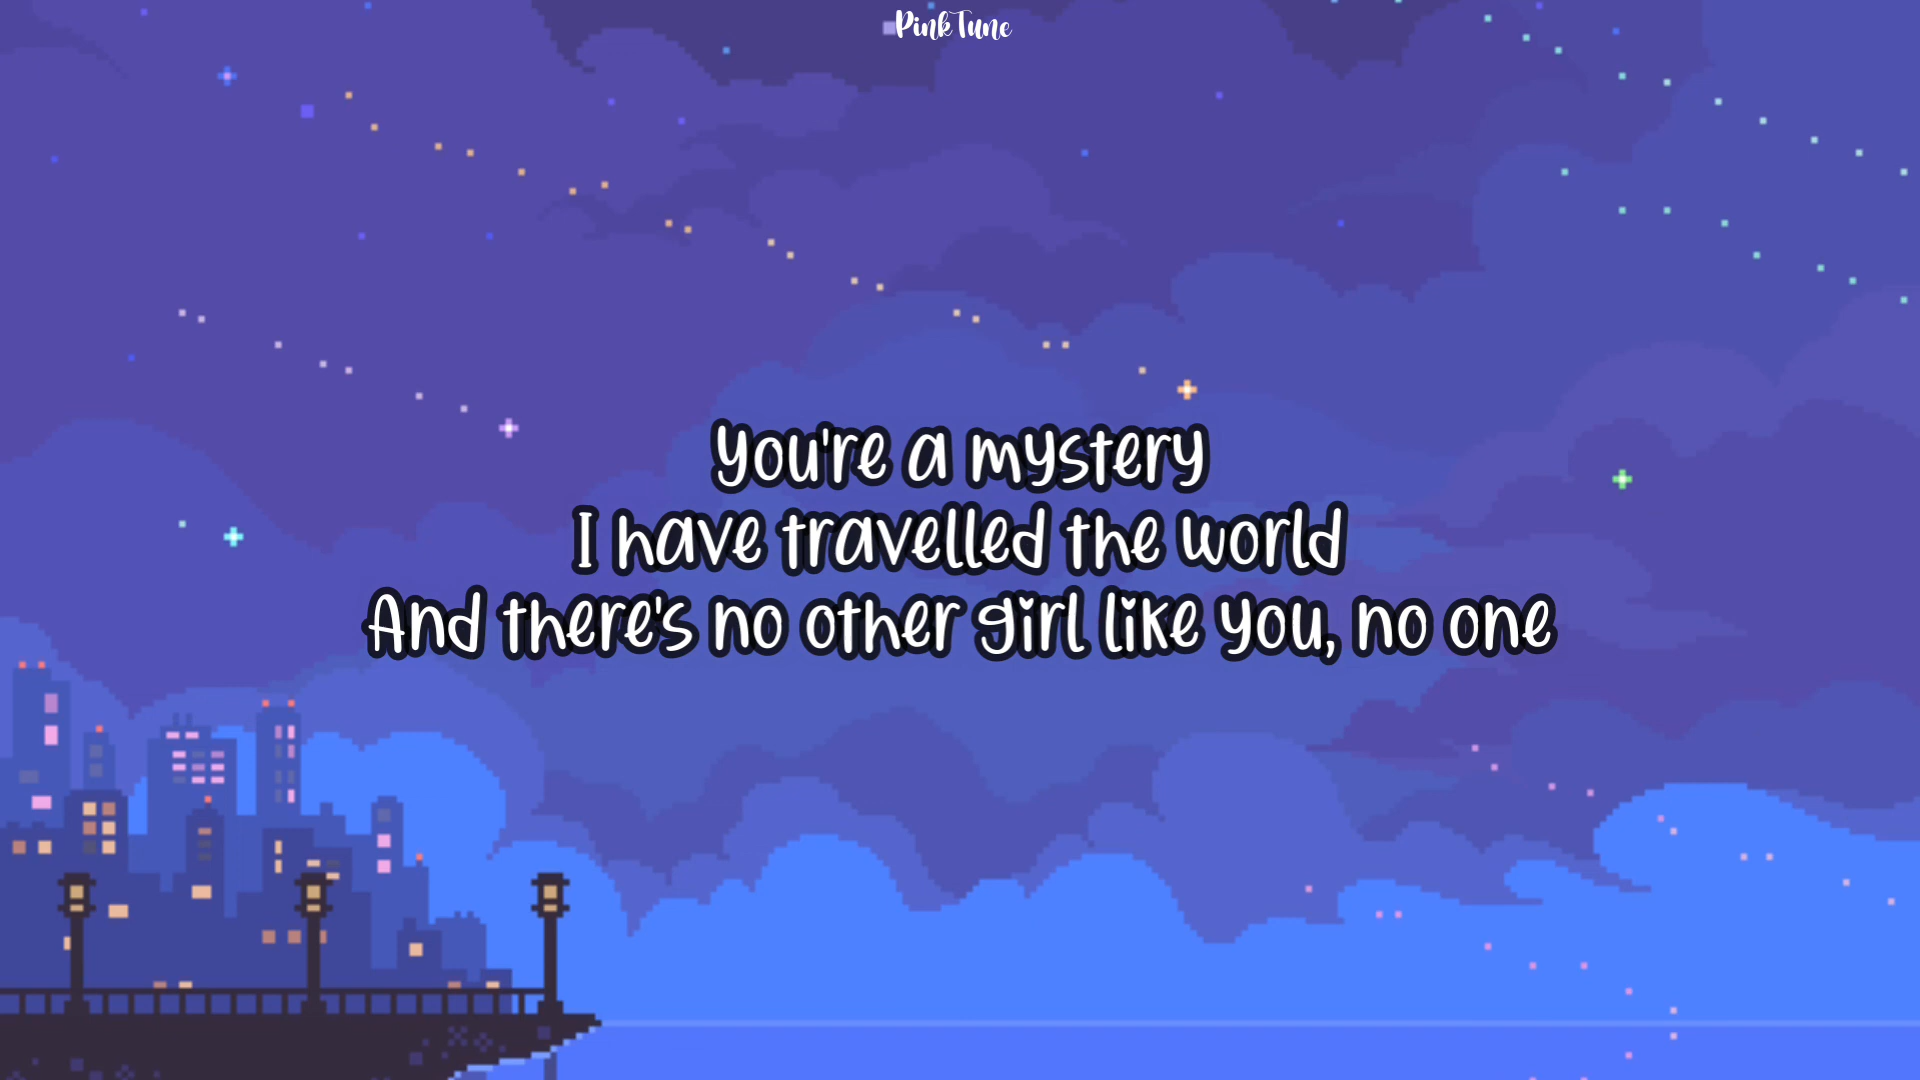 PinkTune
You're a mystery
I have travelled the world
And there's no other girl like you, no one